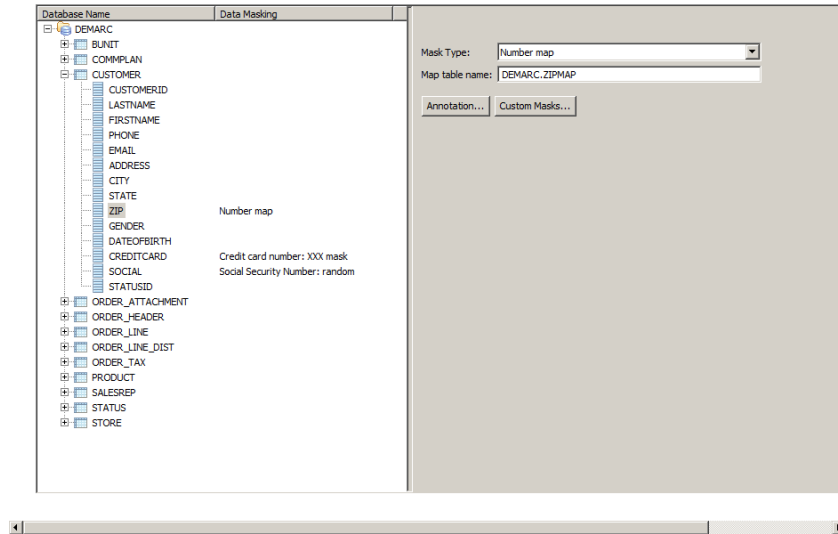 Database Name Data Masking
DEMARC
BUNIT
COMMPLAN
CUSTOMER
CUSTOMERID
LASTNAME
FIRSTNAME
PHONE
EMAIL
ADDRESS
CITY
STATE
ZIP Number map
GENDER
DATEOFBIRTH
CREDITCARD Credit card number: XXX mask
SOCIAL Social Security Number: random
STATUSID
ORDER_ATTACHMENT
ORDER_HEADER
ORDER_LINE
ORDER_LINE_DIST
ORDER_TAX
PRODUCT
SALESREP
STATUS
STORE
Mask Type: Number map
Map table name: DEMARC.ZIPMAP
Annotation... Custom Masks...